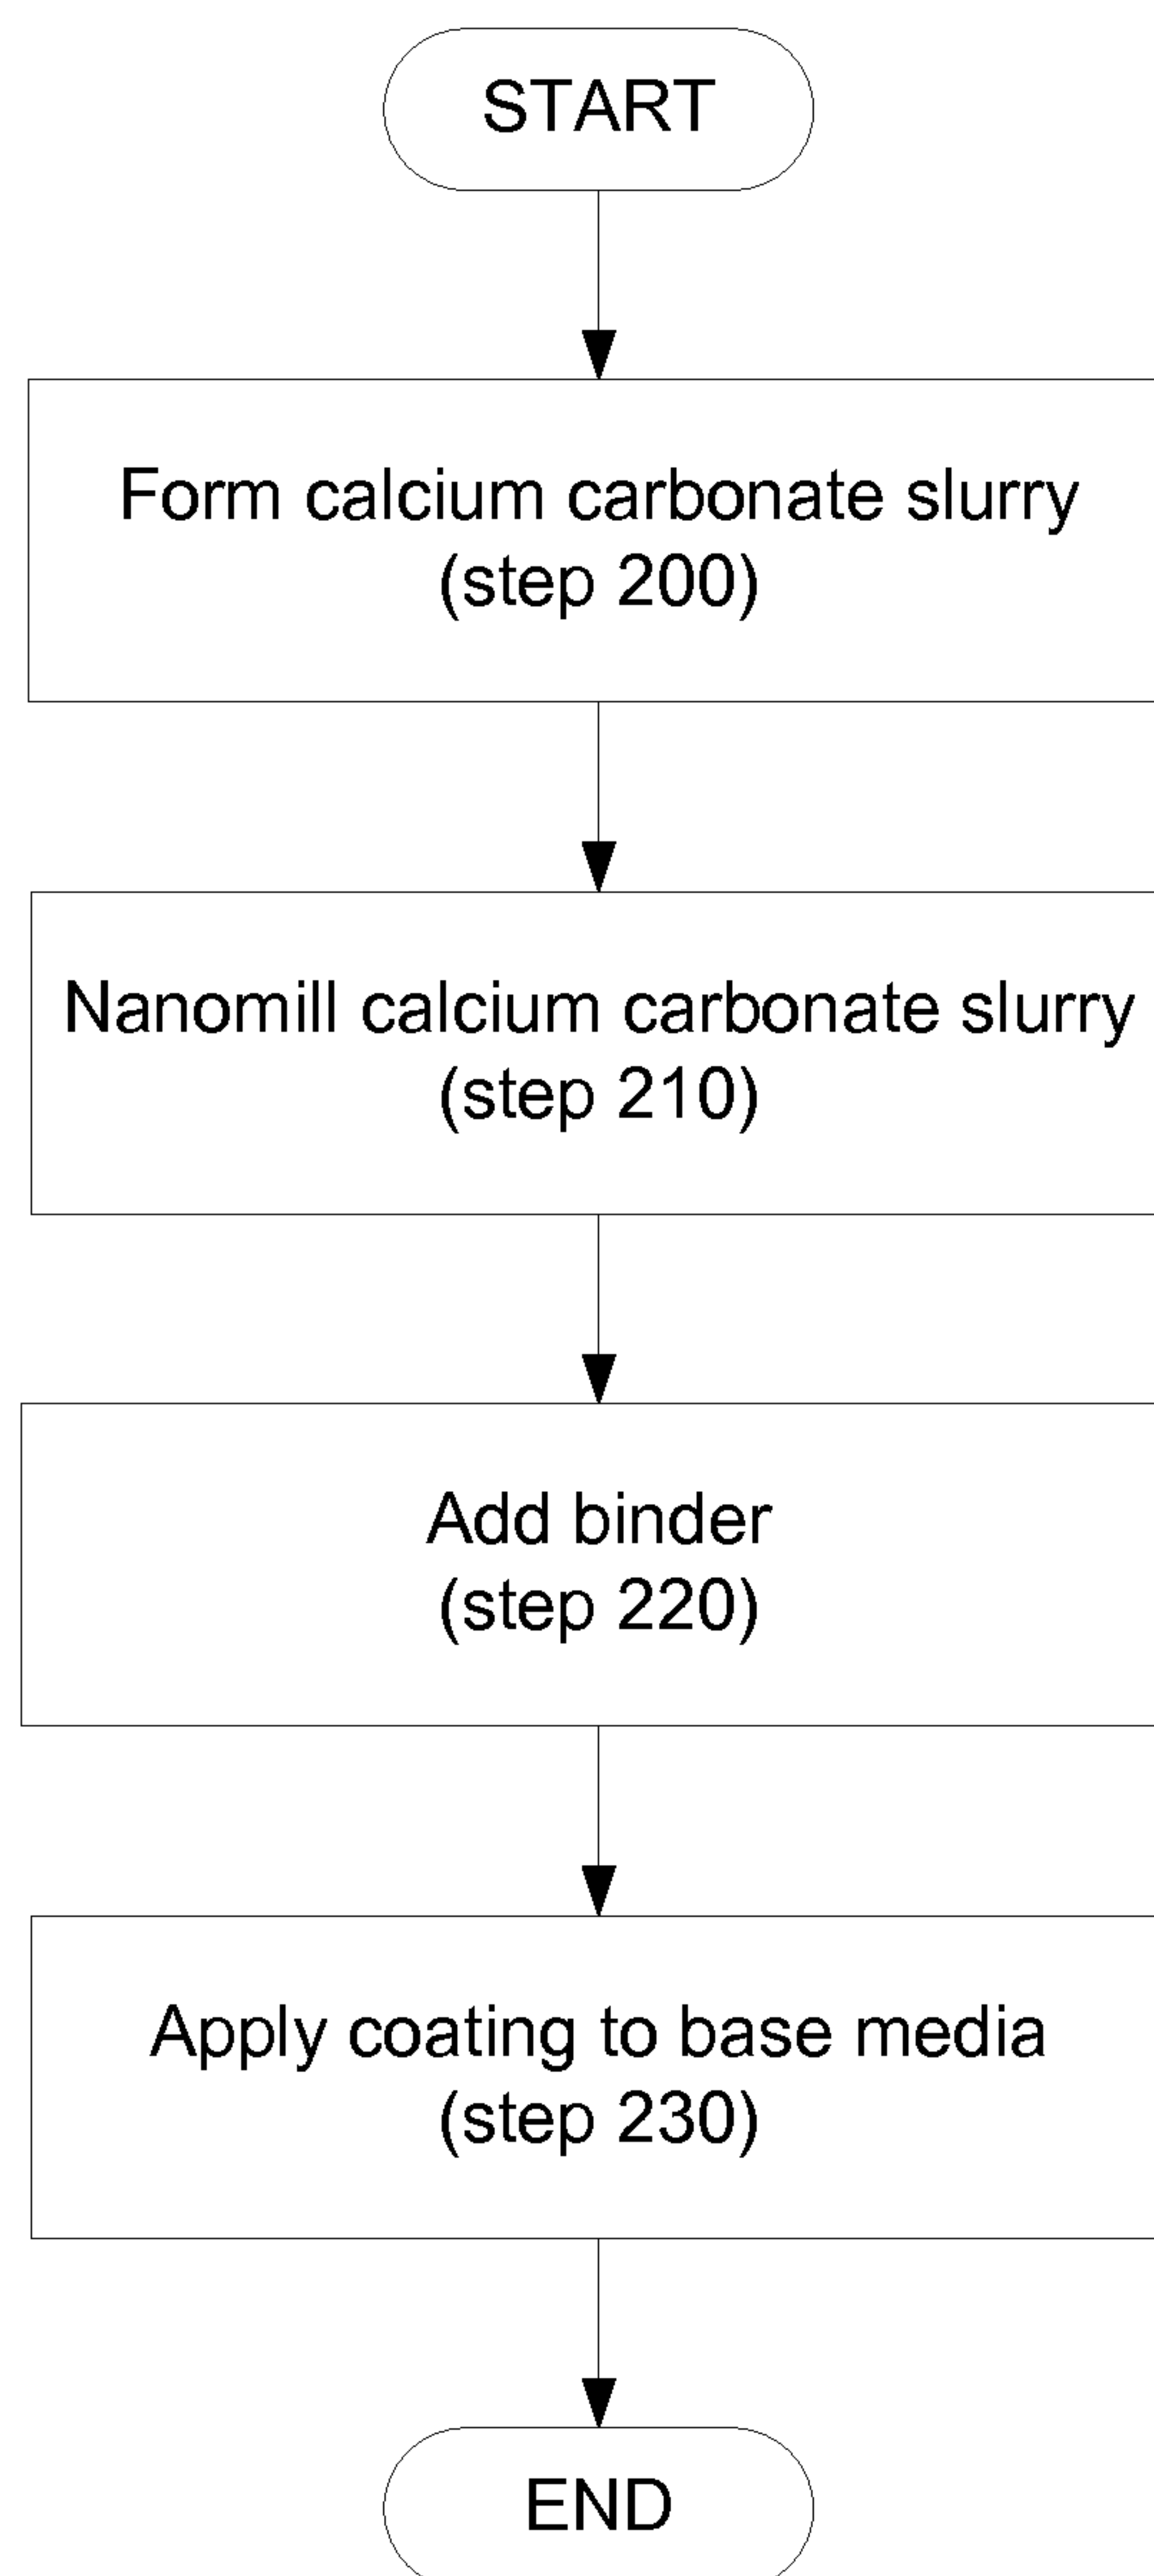 START
Form calcium carbonate slurry
(step 200)
Nanomill calcium carbonate slurry
(step 210)
Add binder
(step 220)
Apply coating to base media
(step 230)
END